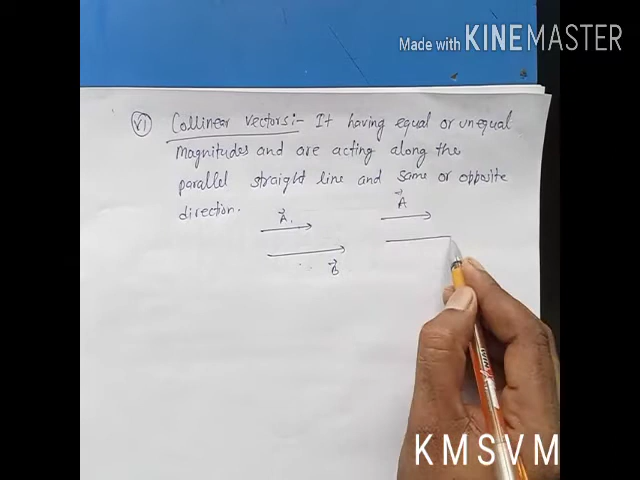 Made with KINEMASTER
VI Collinear Vectors:- It having equal or unequal
magnitudes and are acting along the
parallel straight line and same or opposite
direction.
A
A
B
KMSVM